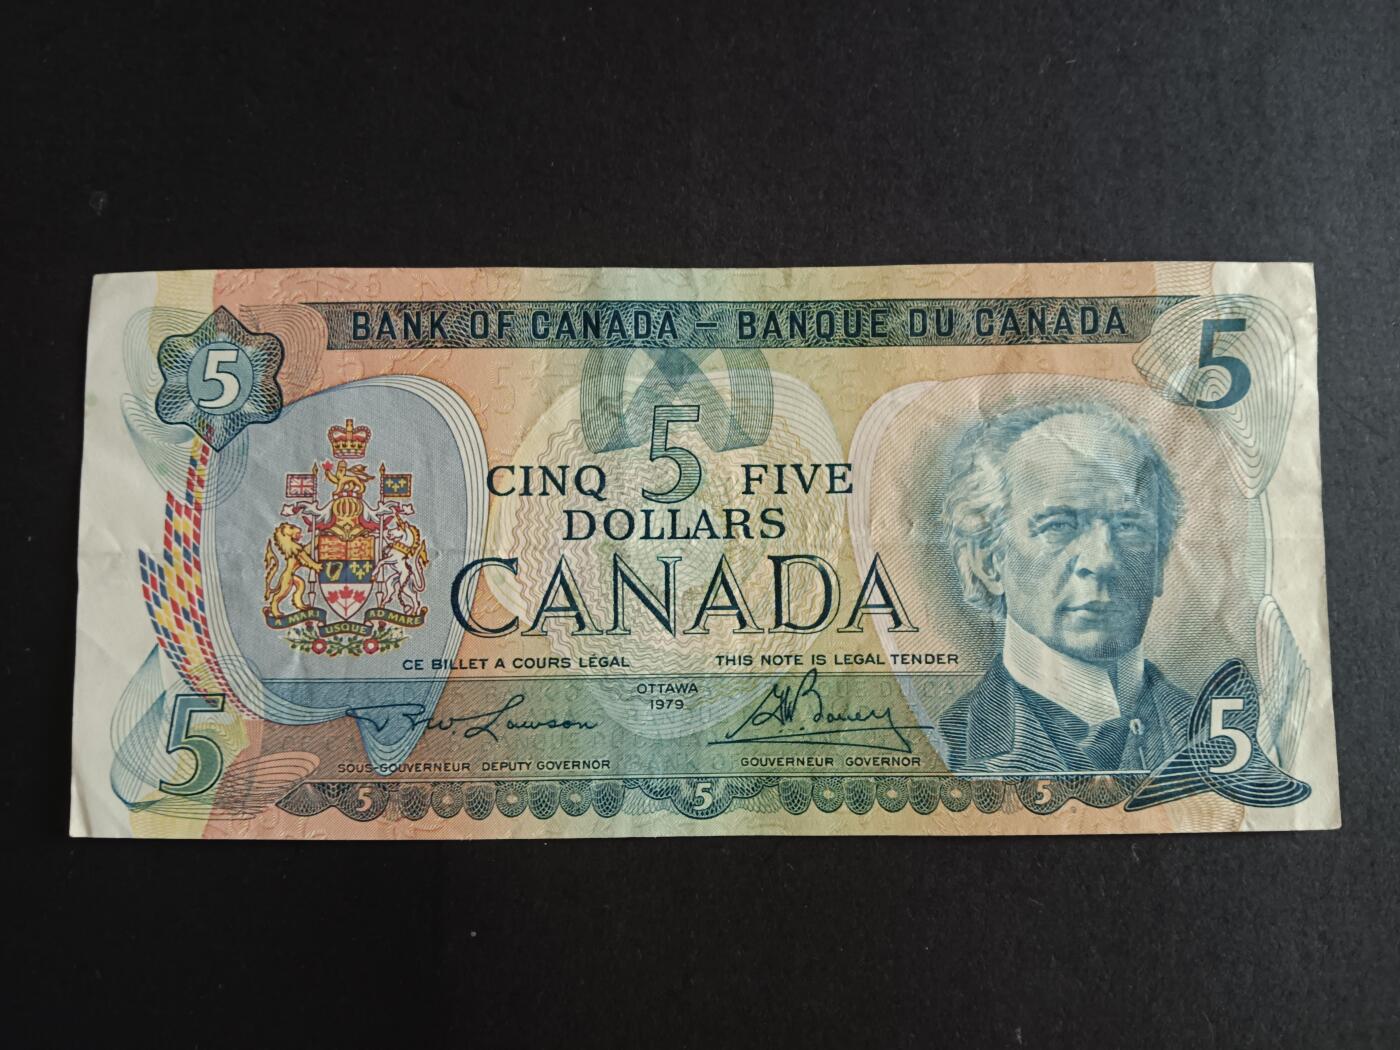 BANK OF CANADA – BANQUE DU CANADA
5
5
5
CINQ FIVE
DOLLARS
CANADA
A MARI USQUE AD MARE
CE BILLET A COURS LÉGAL
THIS NOTE IS LEGAL TENDER
OTTAWA
1979
R.W. Lawson
G.K. Bouey
SOUS-GOUVERNEUR DEPUTY GOVERNOR
GOUVERNEUR GOVERNOR
5
5
5
5
5